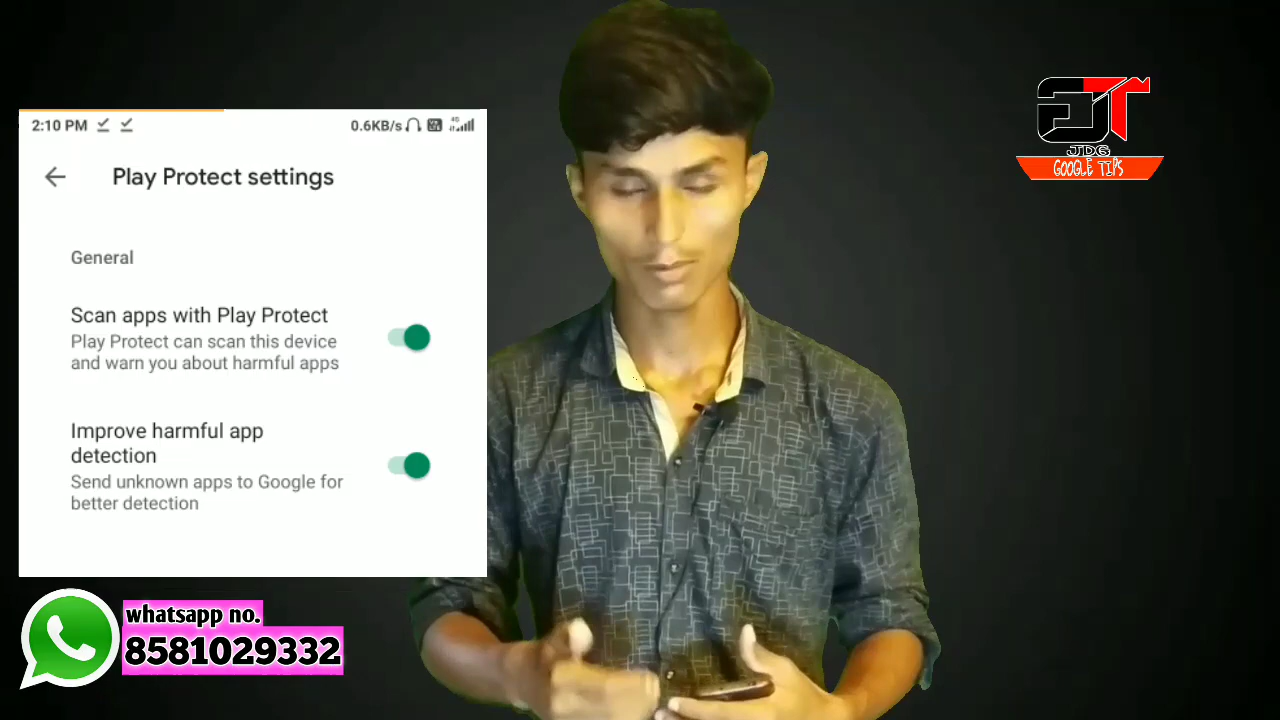 2:10 PM
0.6KB/s
4G
Play Protect settings
General
Scan apps with Play Protect
Play Protect can scan this device
and warn you about harmful apps
Improve harmful app
detection
Send unknown apps to Google for
better detection
whatsapp no.
8581029332
GT
JDG
GOOGLE TIPS